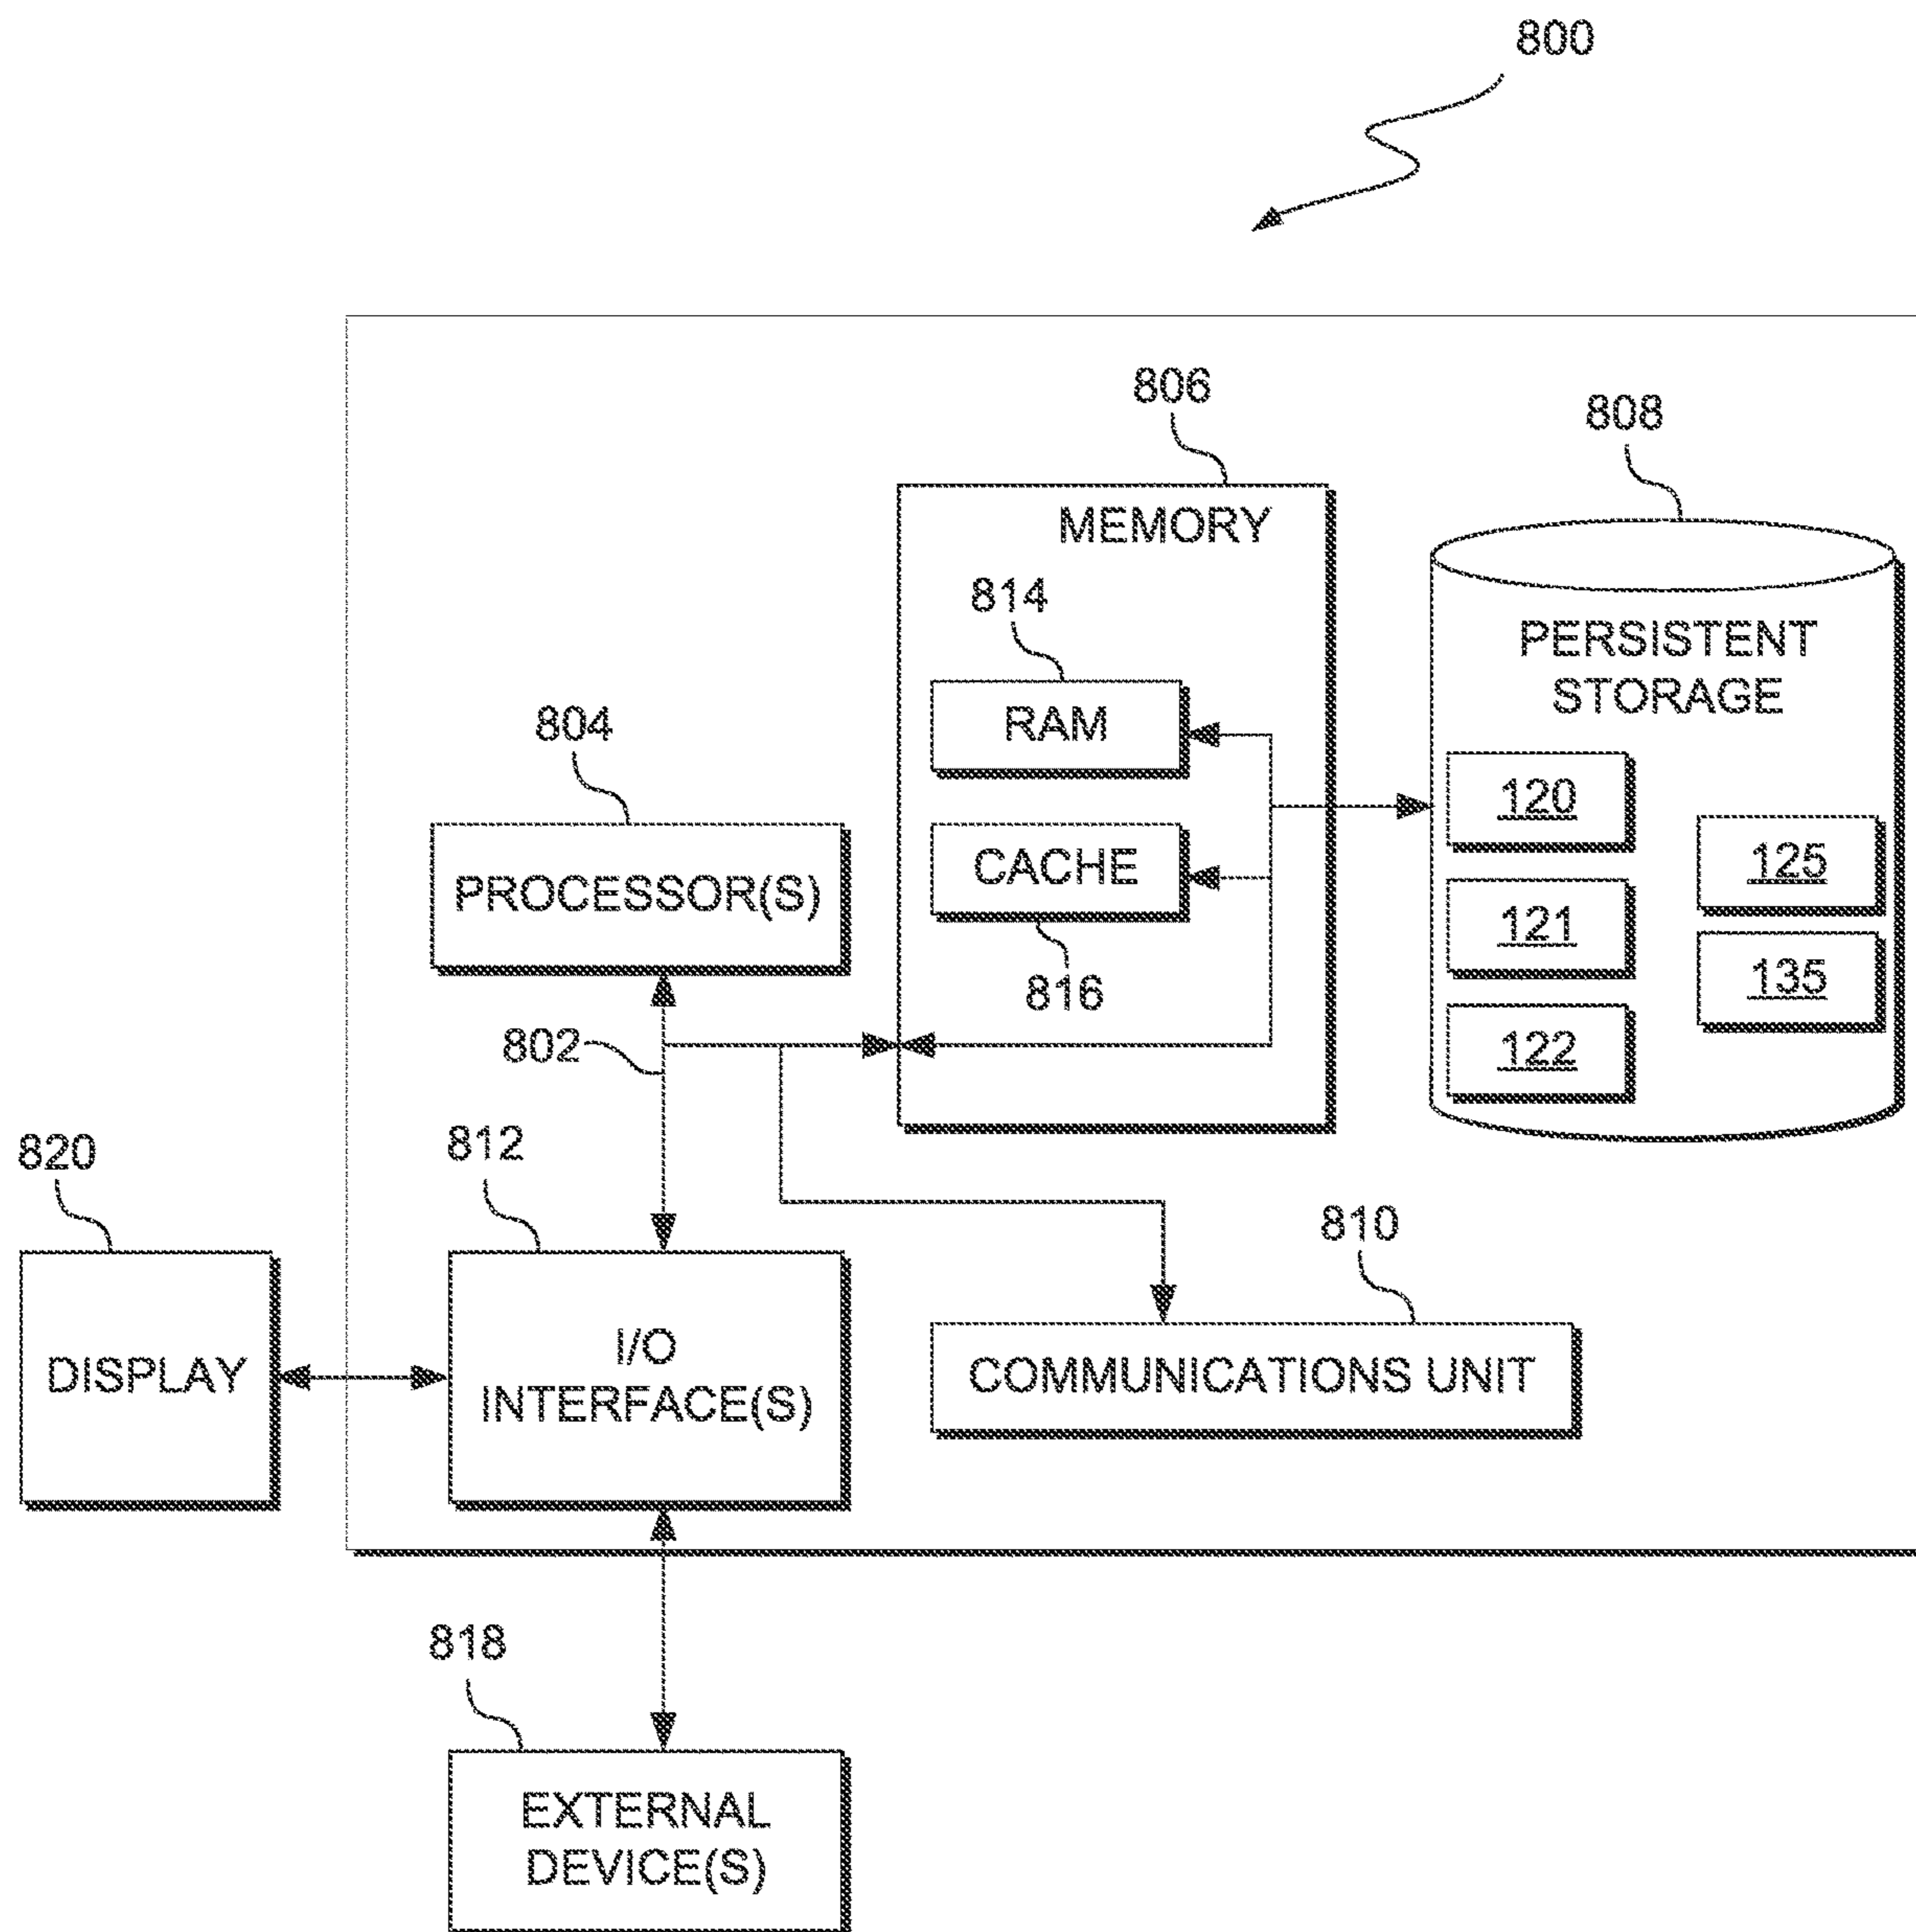 800
806
808
MEMORY
814
PERSISTENT
STORAGE
RAM
804
120
CACHE
125
PROCESSOR(S)
121
135
816
802
122
820
812
810
I/O
INTERFACE(S)
DISPLAY
COMMUNICATIONS UNIT
818
EXTERNAL
DEVICE(S)